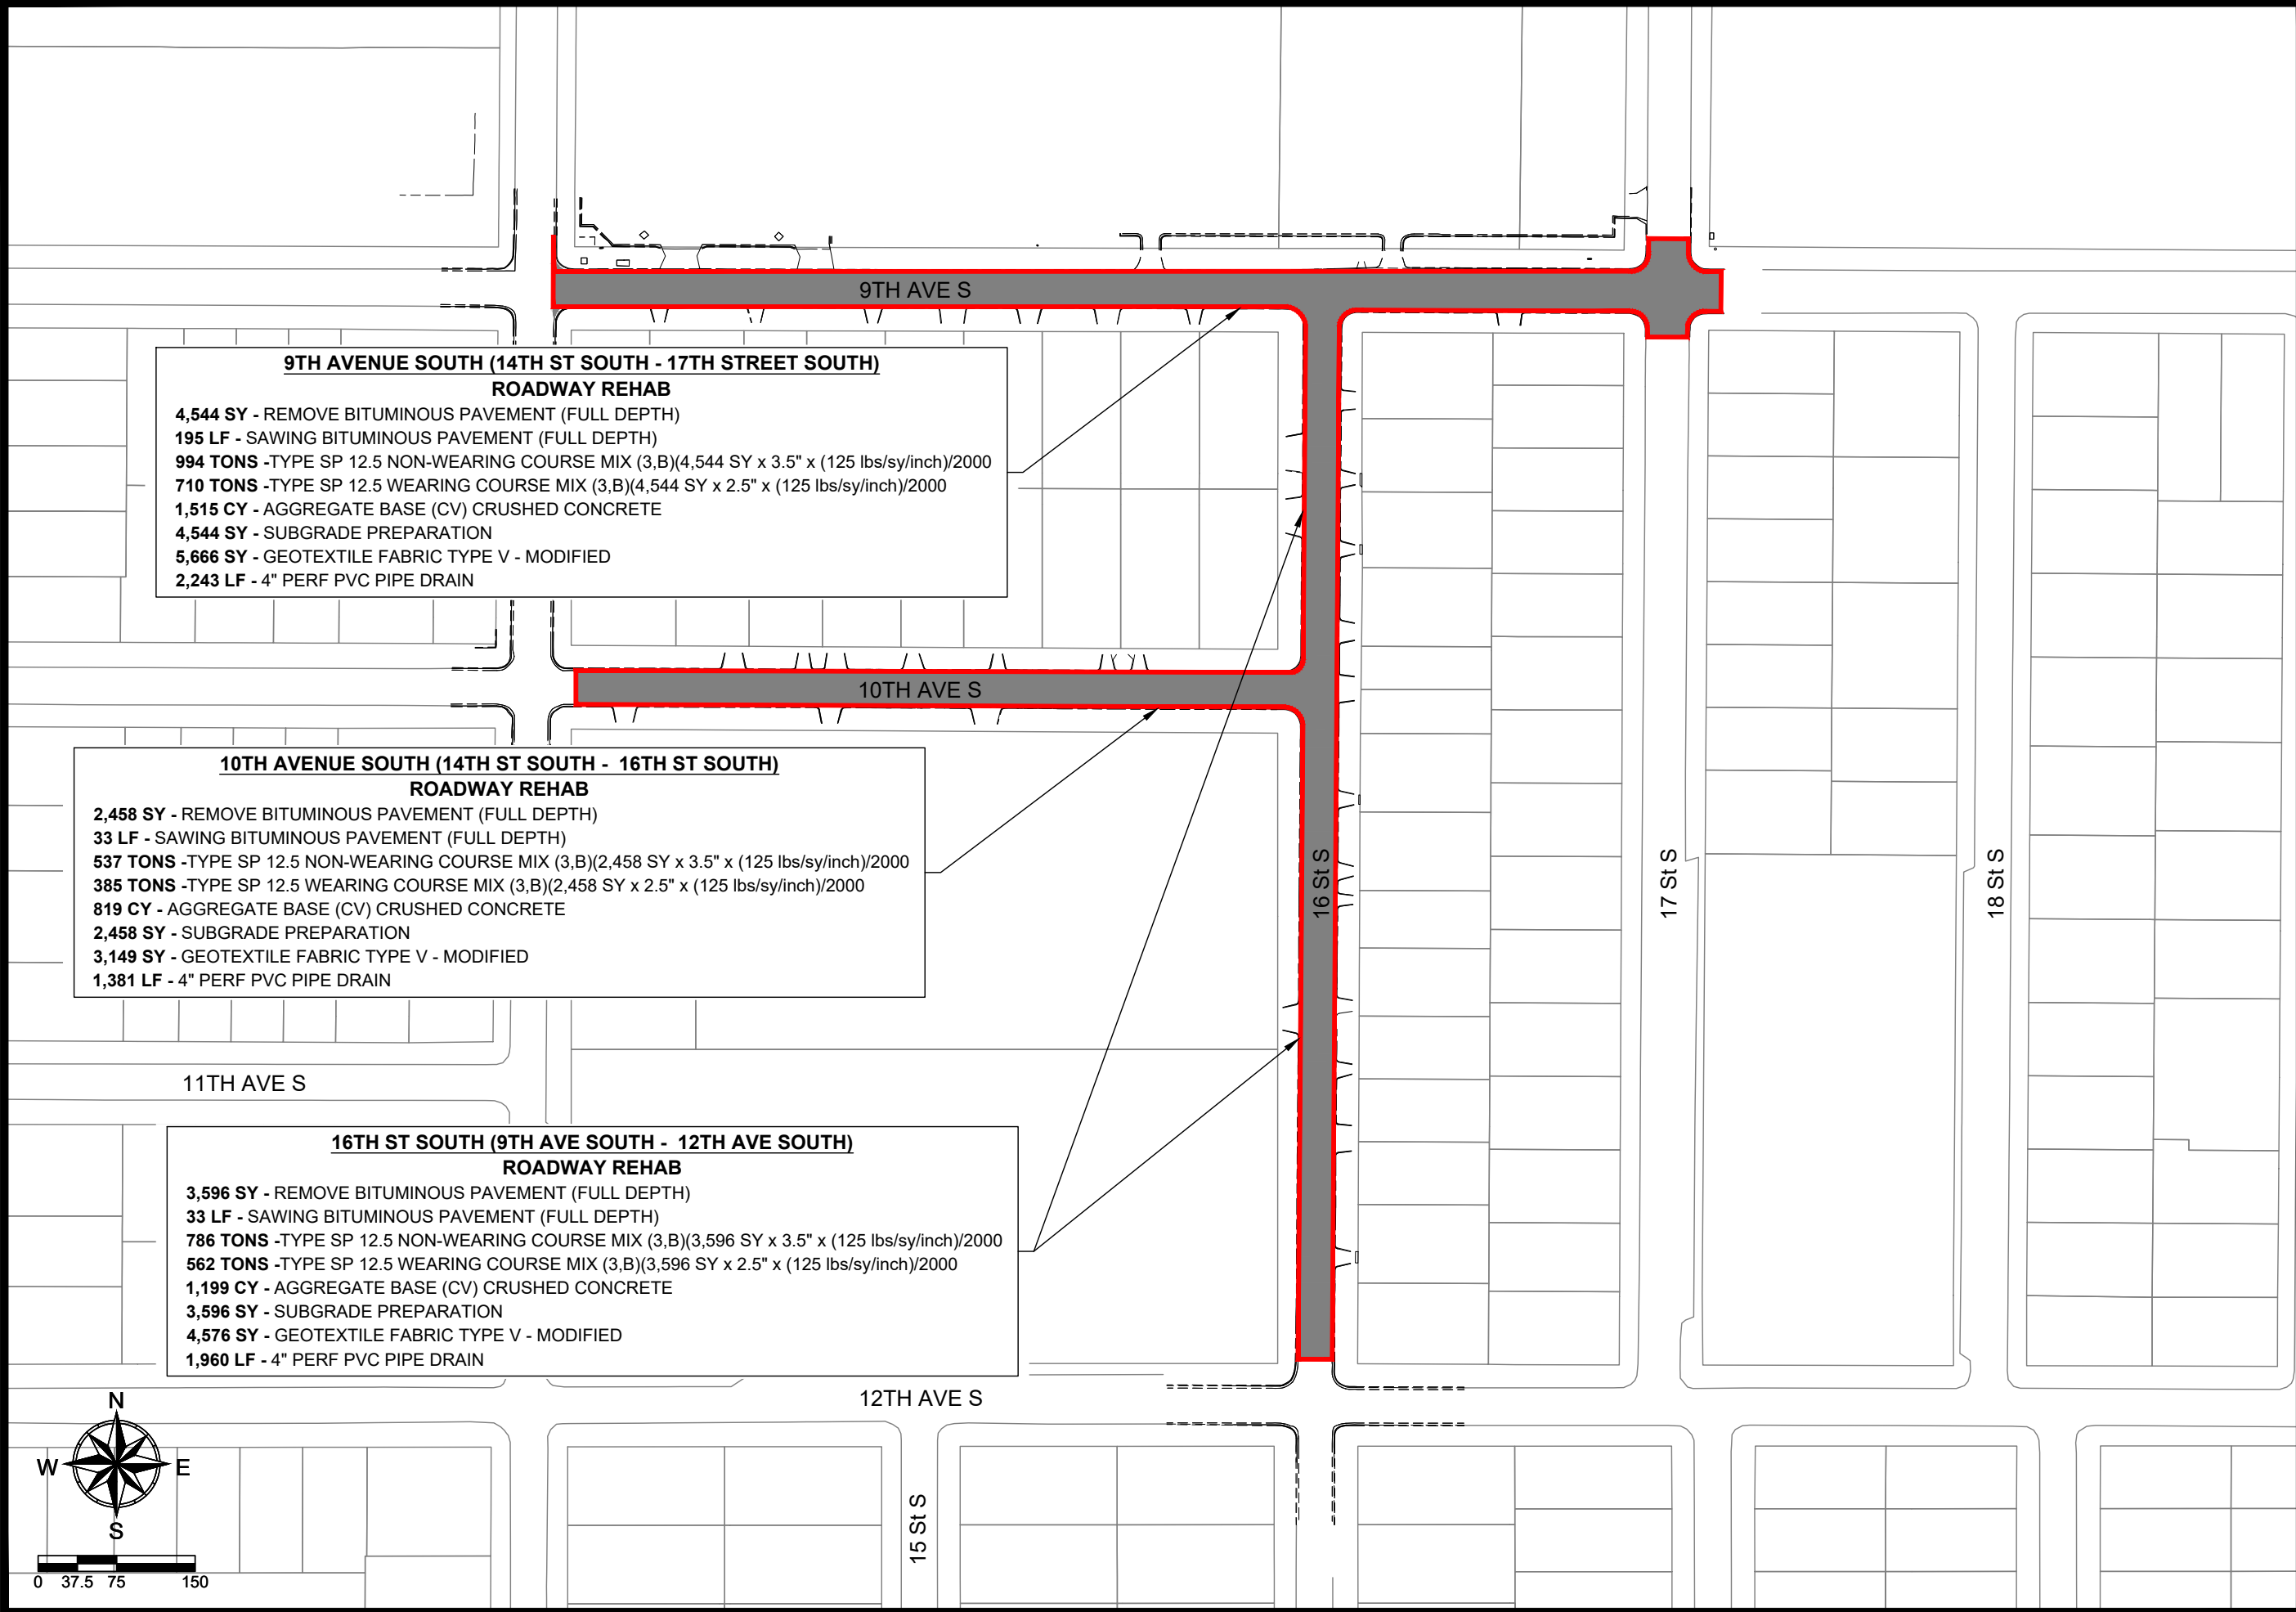 9TH AVE S
9TH AVENUE SOUTH (14TH ST SOUTH - 17TH STREET SOUTH)
ROADWAY REHAB
4,544 SY - REMOVE BITUMINOUS PAVEMENT (FULL DEPTH)
195 LF - SAWING BITUMINOUS PAVEMENT (FULL DEPTH)
994 TONS -TYPE SP 12.5 NON-WEARING COURSE MIX (3,B)(4,544 SY x 3.5" x (125 lbs/sy/inch)/2000
710 TONS -TYPE SP 12.5 WEARING COURSE MIX (3,B)(4,544 SY x 2.5" x (125 lbs/sy/inch)/2000
1,515 CY - AGGREGATE BASE (CV) CRUSHED CONCRETE
4,544 SY - SUBGRADE PREPARATION
5,666 SY - GEOTEXTILE FABRIC TYPE V - MODIFIED
2,243 LF - 4" PERF PVC PIPE DRAIN
10TH AVE S
10TH AVENUE SOUTH (14TH ST SOUTH - 16TH ST SOUTH)
ROADWAY REHAB
2,458 SY - REMOVE BITUMINOUS PAVEMENT (FULL DEPTH)
33 LF - SAWING BITUMINOUS PAVEMENT (FULL DEPTH)
537 TONS -TYPE SP 12.5 NON-WEARING COURSE MIX (3,B)(2,458 SY x 3.5" x (125 lbs/sy/inch)/2000
385 TONS -TYPE SP 12.5 WEARING COURSE MIX (3,B)(2,458 SY x 2.5" x (125 lbs/sy/inch)/2000
819 CY - AGGREGATE BASE (CV) CRUSHED CONCRETE
2,458 SY - SUBGRADE PREPARATION
3,149 SY - GEOTEXTILE FABRIC TYPE V - MODIFIED
1,381 LF - 4" PERF PVC PIPE DRAIN
16 St S
17 St S
18 St S
11TH AVE S
16TH ST SOUTH (9TH AVE SOUTH - 12TH AVE SOUTH)
ROADWAY REHAB
3,596 SY - REMOVE BITUMINOUS PAVEMENT (FULL DEPTH)
33 LF - SAWING BITUMINOUS PAVEMENT (FULL DEPTH)
786 TONS -TYPE SP 12.5 NON-WEARING COURSE MIX (3,B)(3,596 SY x 3.5" x (125 lbs/sy/inch)/2000
562 TONS -TYPE SP 12.5 WEARING COURSE MIX (3,B)(3,596 SY x 2.5" x (125 lbs/sy/inch)/2000
1,199 CY - AGGREGATE BASE (CV) CRUSHED CONCRETE
3,596 SY - SUBGRADE PREPARATION
4,576 SY - GEOTEXTILE FABRIC TYPE V - MODIFIED
1,960 LF - 4" PERF PVC PIPE DRAIN
12TH AVE S
N
W E
S
15 St S
0 37.5 75 150